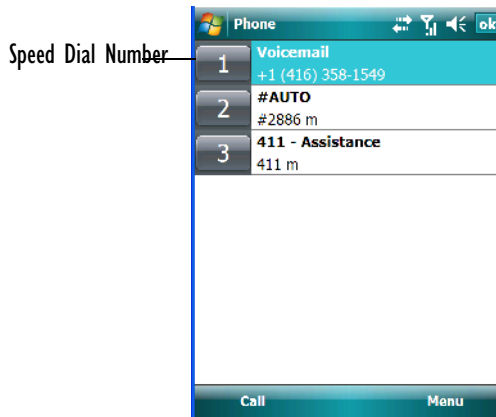 Phone
ok
Speed Dial Number
1
Voicemail
+1 (416) 358-1549
2
#AUTO
#2886 m
3
411 - Assistance
411 m
Call
Menu